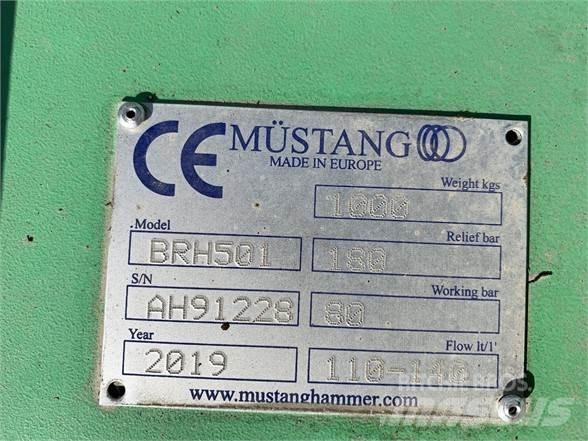 CE MÜSTANG
MADE IN EUROPE
Weight kgs
1000
Model
Relief bar
BRH501
180
S/N
Working bar
AH91228
80
Year
Flow lt/1'
2019
110-140
www.mustanghammer.com